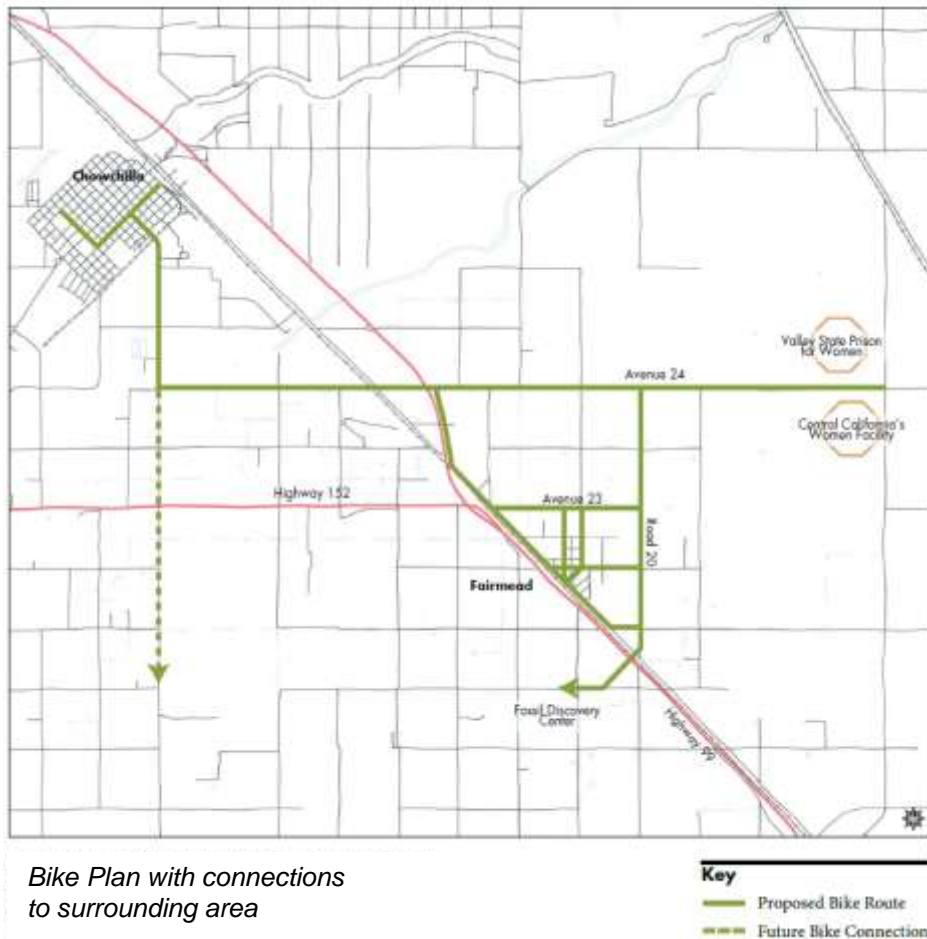 Chowchilla
Valley State Prison
for Women
Avenue 24
Central California's
Women Facility
Highway 152
Avenue 23
Road 20
Fairmead
Fossil Discovery
Center
Highway 99
Bike Plan with connections
to surrounding area
Key
Proposed Bike Route
Future Bike Connection